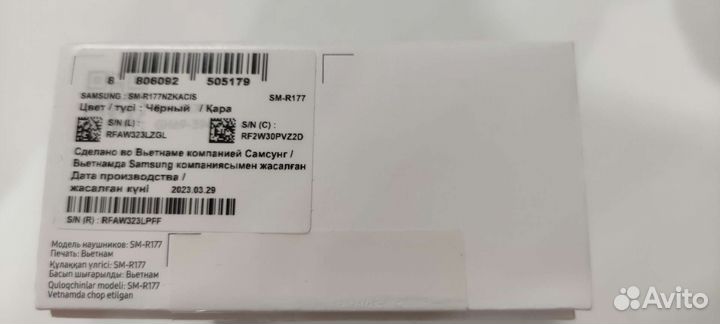 8 806092 505179
SAMSUNG : SM-R177NZKACIS SM-R177
Цвет / түсі : Чёрный / Қара
S/N (L) : S/N (C) :
RFAW323LZGL RF2W30PVZ2D
Сделано во Вьетнаме компанией Самсунг /
Вьетнамда Samsung компаниясымен жасалған
Дата производства /
жасалған күні 2023.03.29
S/N (R) : RFAW323LPFF
Модель наушников: SM-R177
Печать: Вьетнам
Құлаққап үлгісі: SM-R177
Басып шығарылды: Вьетнам
Quloqchinlar modeli: SM-R177
Vetnamda chop etilgan
Avito